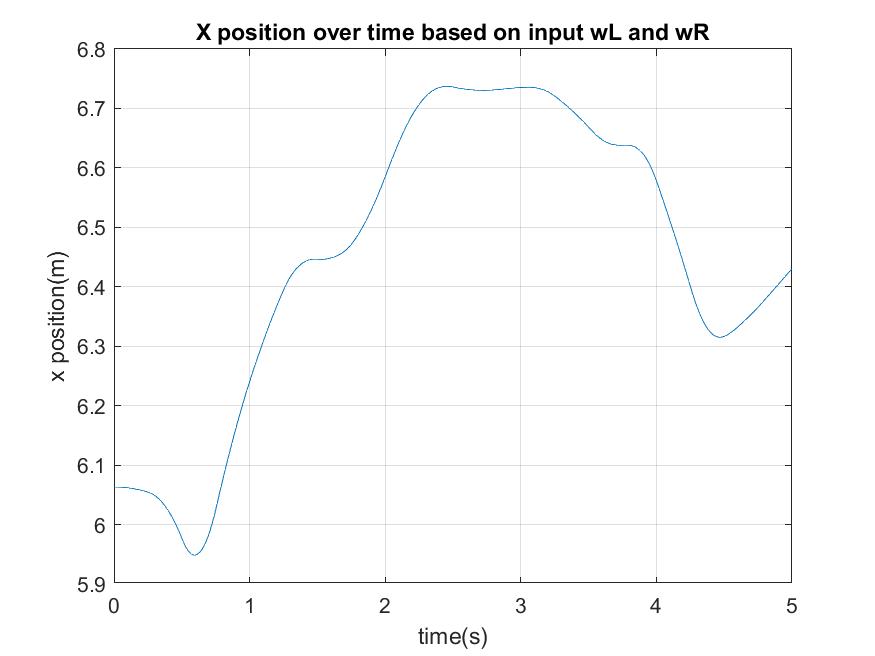 X position over time based on input wL and wR
6.8
6.7
6.6
6.5
6.4
6.3
6.2
6.1
6
5.9
x position(m)
0 1 2 3 4 5
time(s)